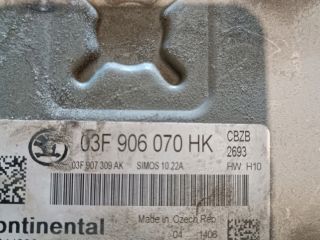 03F 906 070 HK
CBZB
2693
03F 907 309 AK SIMOS 10.22A HW H10
ontinental
Made in Czech Rep
04 1406